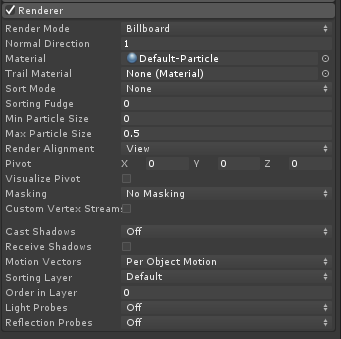 Renderer
Render Mode Billboard
Normal Direction 1
Material Default-Particle
Trail Material None (Material)
Sort Mode None
Sorting Fudge 0
Min Particle Size 0
Max Particle Size 0.5
Render Alignment View
Pivot X 0 Y 0 Z 0
Visualize Pivot
Masking No Masking
Custom Vertex Streams
Cast Shadows Off
Receive Shadows
Motion Vectors Per Object Motion
Sorting Layer Default
Order in Layer 0
Light Probes Off
Reflection Probes Off